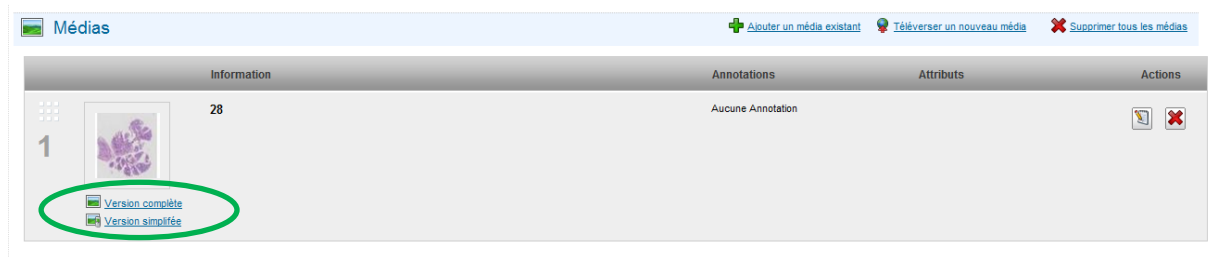 Médias Ajouter un média existant Téléverser un nouveau média Supprimer tous les médias
Information Annotations Attributs Actions
1 28 Aucune Annotation
Version complète
Version simplifée